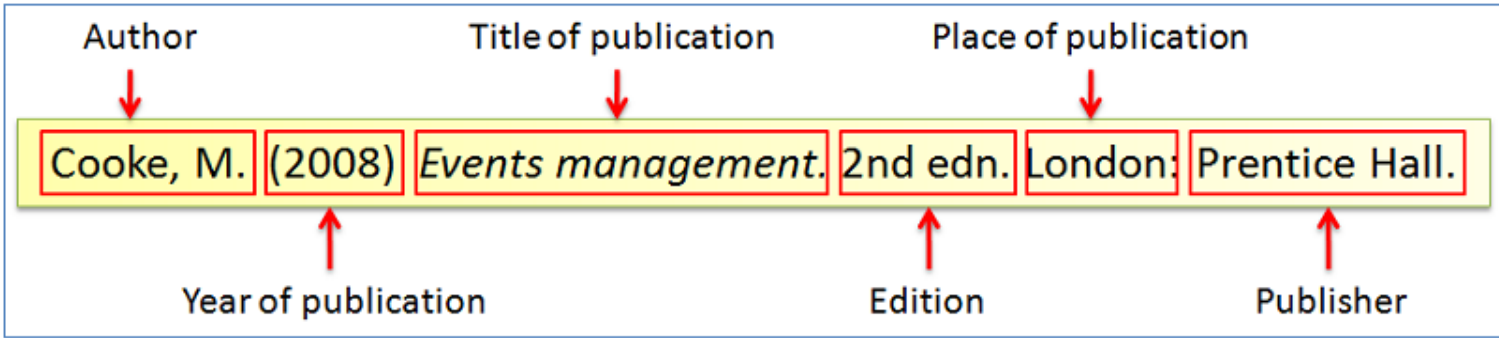 Author Title of publication Place of publication
Cooke, M. (2008) Events management. 2nd edn. London: Prentice Hall.
Year of publication Edition Publisher